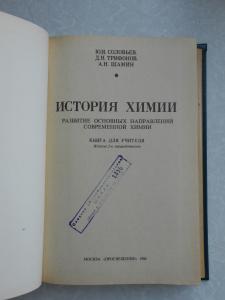 Ю.И. СОЛОВЬЕВ
Д.Н. ТРИФОНОВ
А.Н. ШАМИН
ИСТОРИЯ ХИМИИ
РАЗВИТИЕ ОСНОВНЫХ НАПРАВЛЕНИЙ
СОВРЕМЕННОЙ ХИМИИ
КНИГА ДЛЯ УЧИТЕЛЯ
МОСКВА «ПРОСВЕЩЕНИЕ»